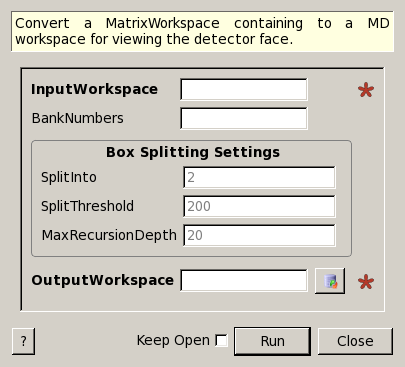 Convert a MatrixWorkspace containing to a MD
workspace for viewing the detector face.
InputWorkspace
BankNumbers
Box Splitting Settings
SplitInto 2
SplitThreshold 200
MaxRecursionDepth 20
OutputWorkspace
? Keep Open Run Close